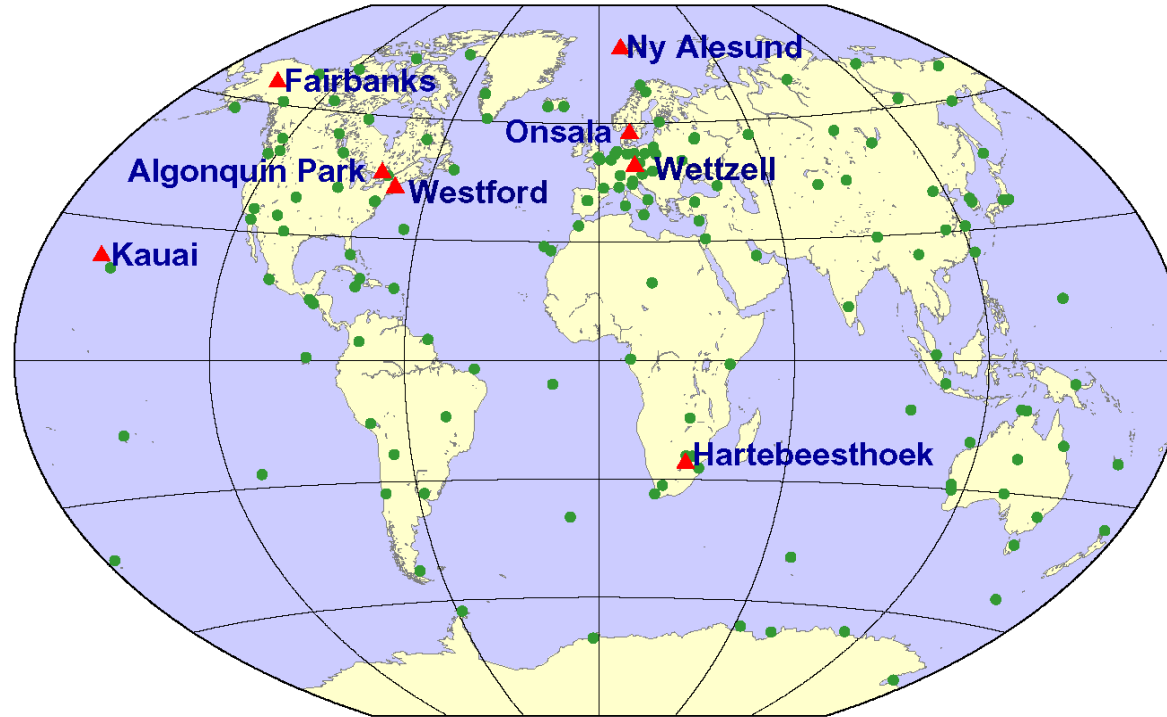 Ny Alesund
Fairbanks
Onsala
Algonquin Park
Wettzell
Westford
Kauai
Hartebeesthoek